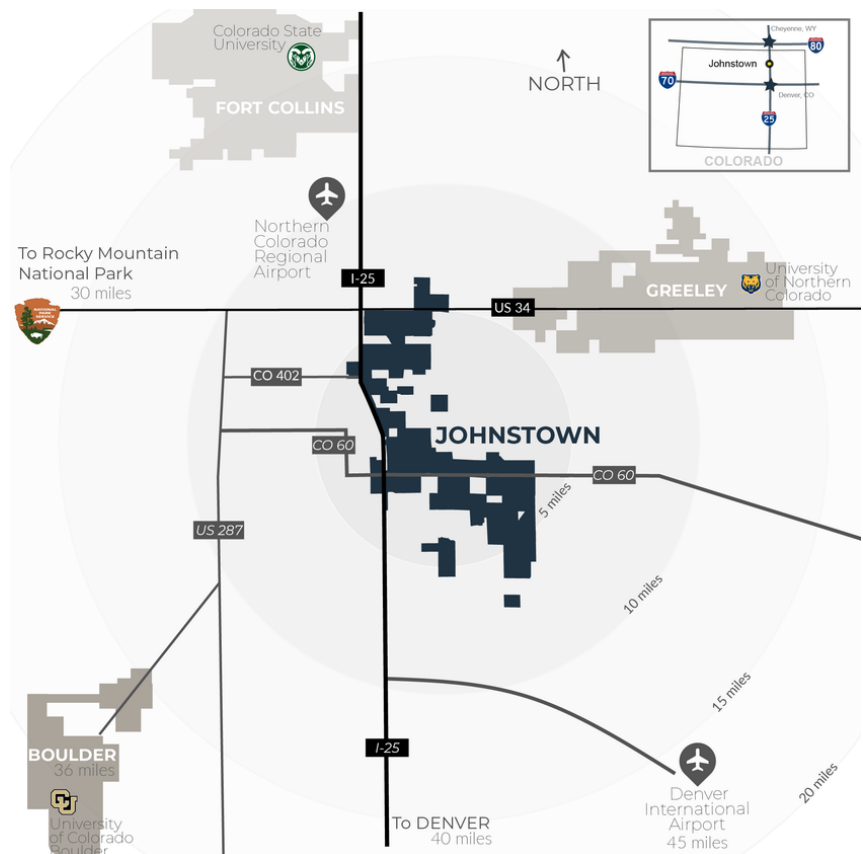 Colorado State
University
FORT COLLINS
NORTH
Cheyenne, WY
80
Johnstown
70
Denver, CO
25
COLORADO
Northern
Colorado
Regional
Airport
To Rocky Mountain
National Park
30 miles
I-25
US 34
GREELEY
University
of Northern
Colorado
CO 402
JOHNSTOWN
CO 60
CO 60
5 miles
US 287
10 miles
15 miles
20 miles
I-25
BOULDER
36 miles
CU
University
of Colorado
Boulder
To DENVER
40 miles
Denver
International
Airport
45 miles